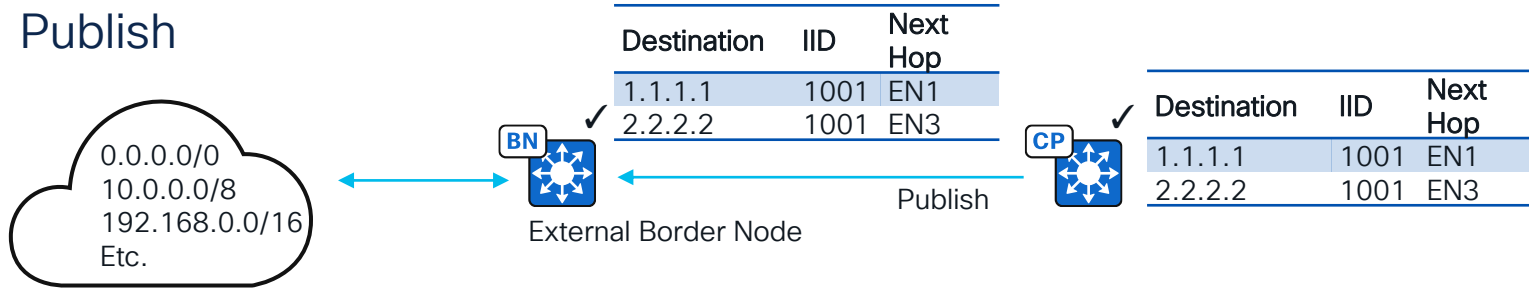 Publish
Destination IID Next Hop
1.1.1.1 1001 EN1
2.2.2.2 1001 EN3
BN
External Border Node
0.0.0.0/0
10.0.0.0/8
192.168.0.0/16
Etc.
Publish
CP
Destination IID Next Hop
1.1.1.1 1001 EN1
2.2.2.2 1001 EN3